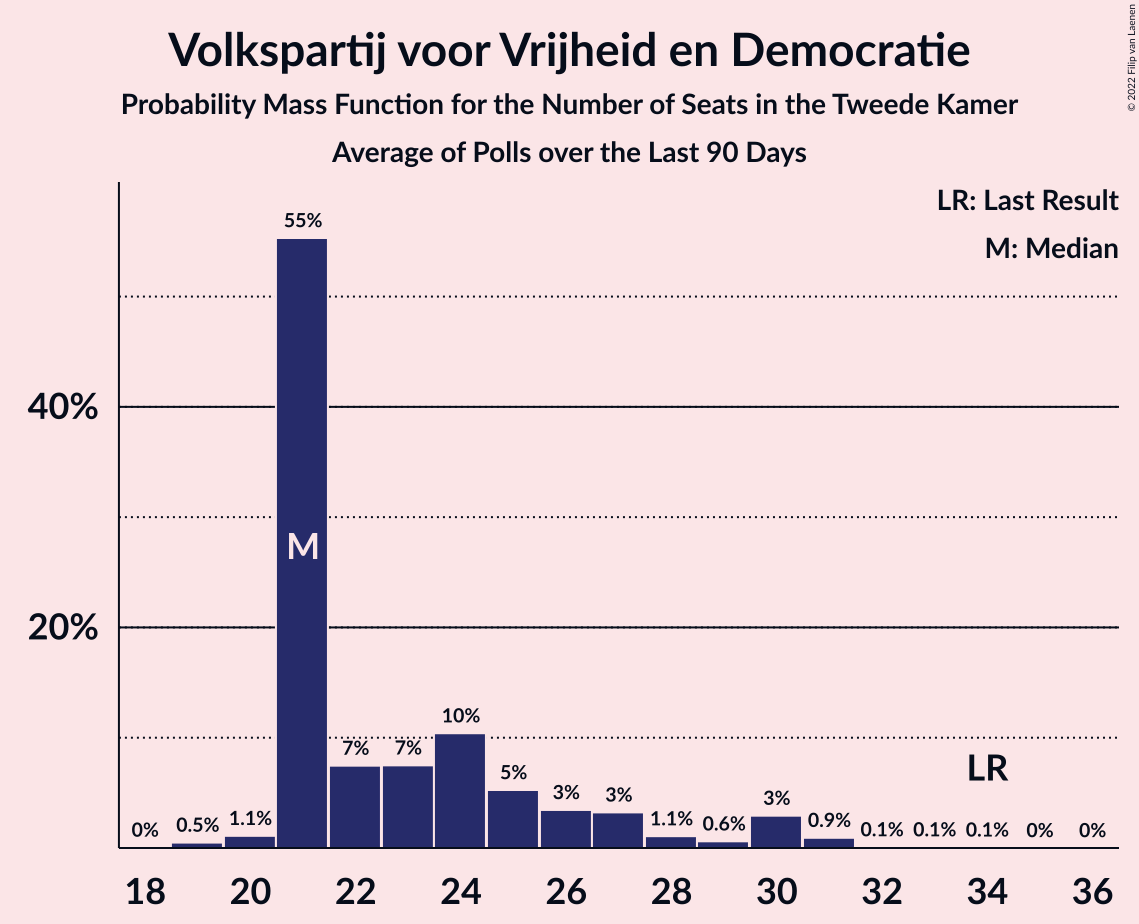 Volkspartij voor Vrijheid en Democratie
Probability Mass Function for the Number of Seats in the Tweede Kamer
Average of Polls over the Last 90 Days
© 2022 Filip van Laenen
LR: Last Result
M: Median
55%
40%
M
20%
10%
7%
7%
5%
3%
3%
3%
LR
0%
0.5%
1.1%
1.1%
0.6%
0.9%
0.1%
0.1%
0.1%
0%
0%
18 20 22 24 26 28 30 32 34 36